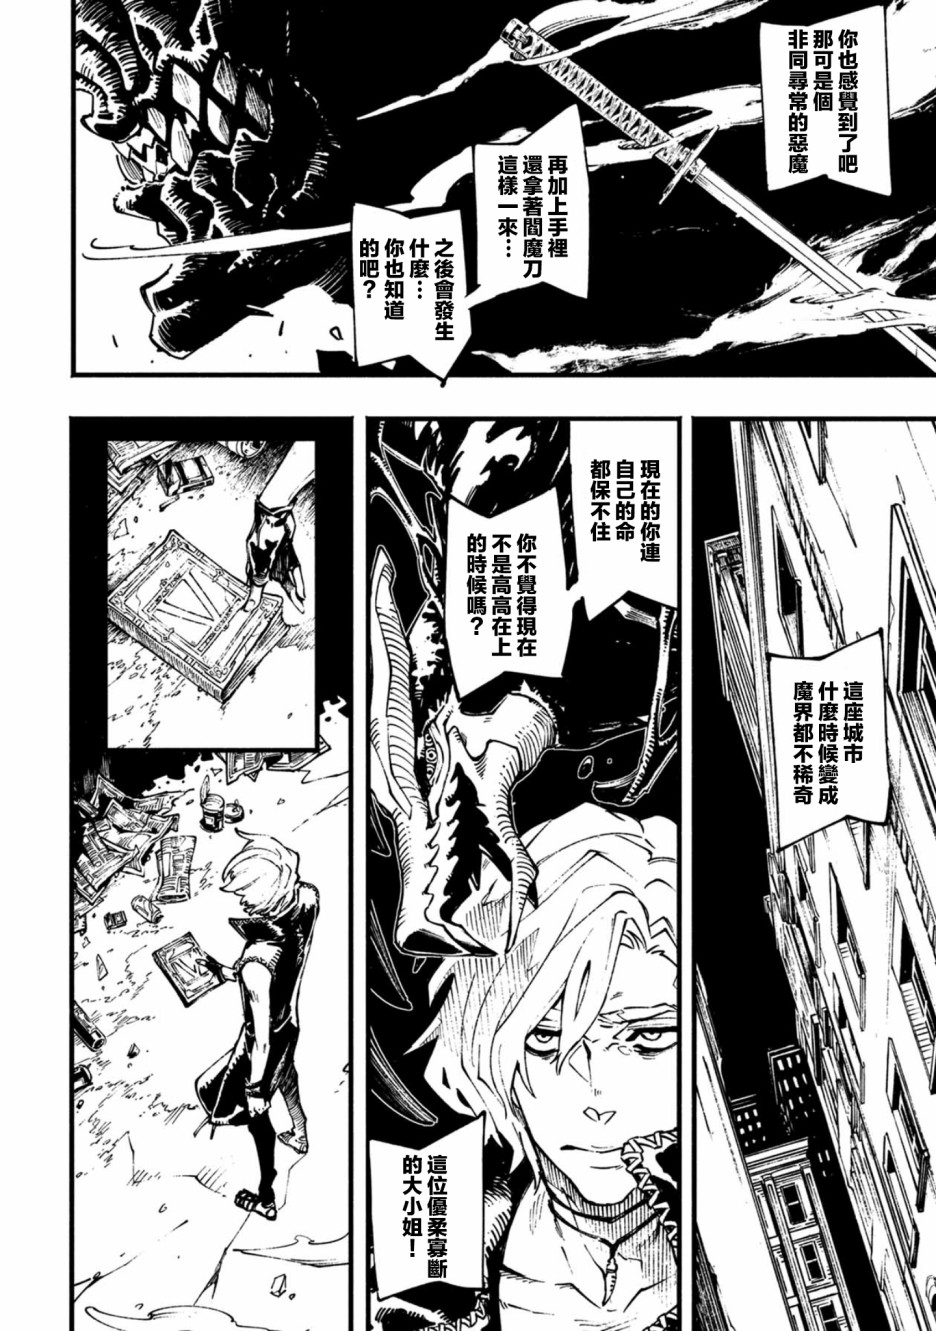 你也感覺到了吧
那可是個
非同尋常的惡魔
再加上手裡
還拿著閻魔刀
這樣一來…
之後會發生
什麼…
你也知道
的吧？
這座城市
什麼時候變成
魔界都不稀奇
現在的你連
自己的命
都保不住
你不覺得現在
不是高高在上
的時候嗎？
這位優柔寡斷
的大小姐！
V
V